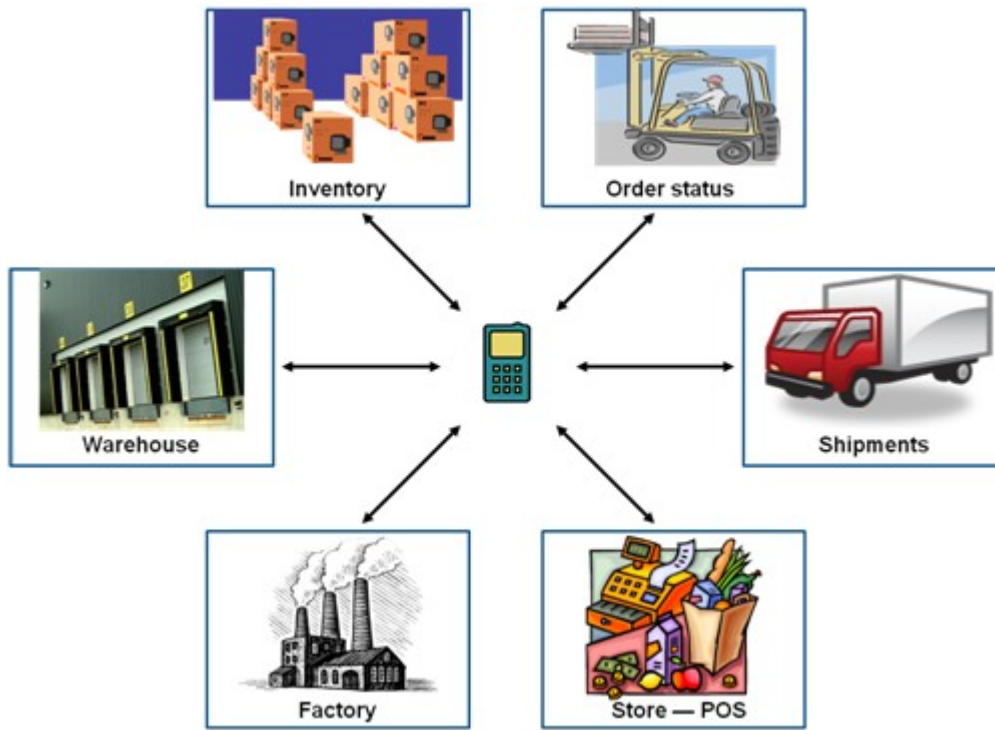 Inventory
Order status
Warehouse
Shipments
Factory
Store — POS